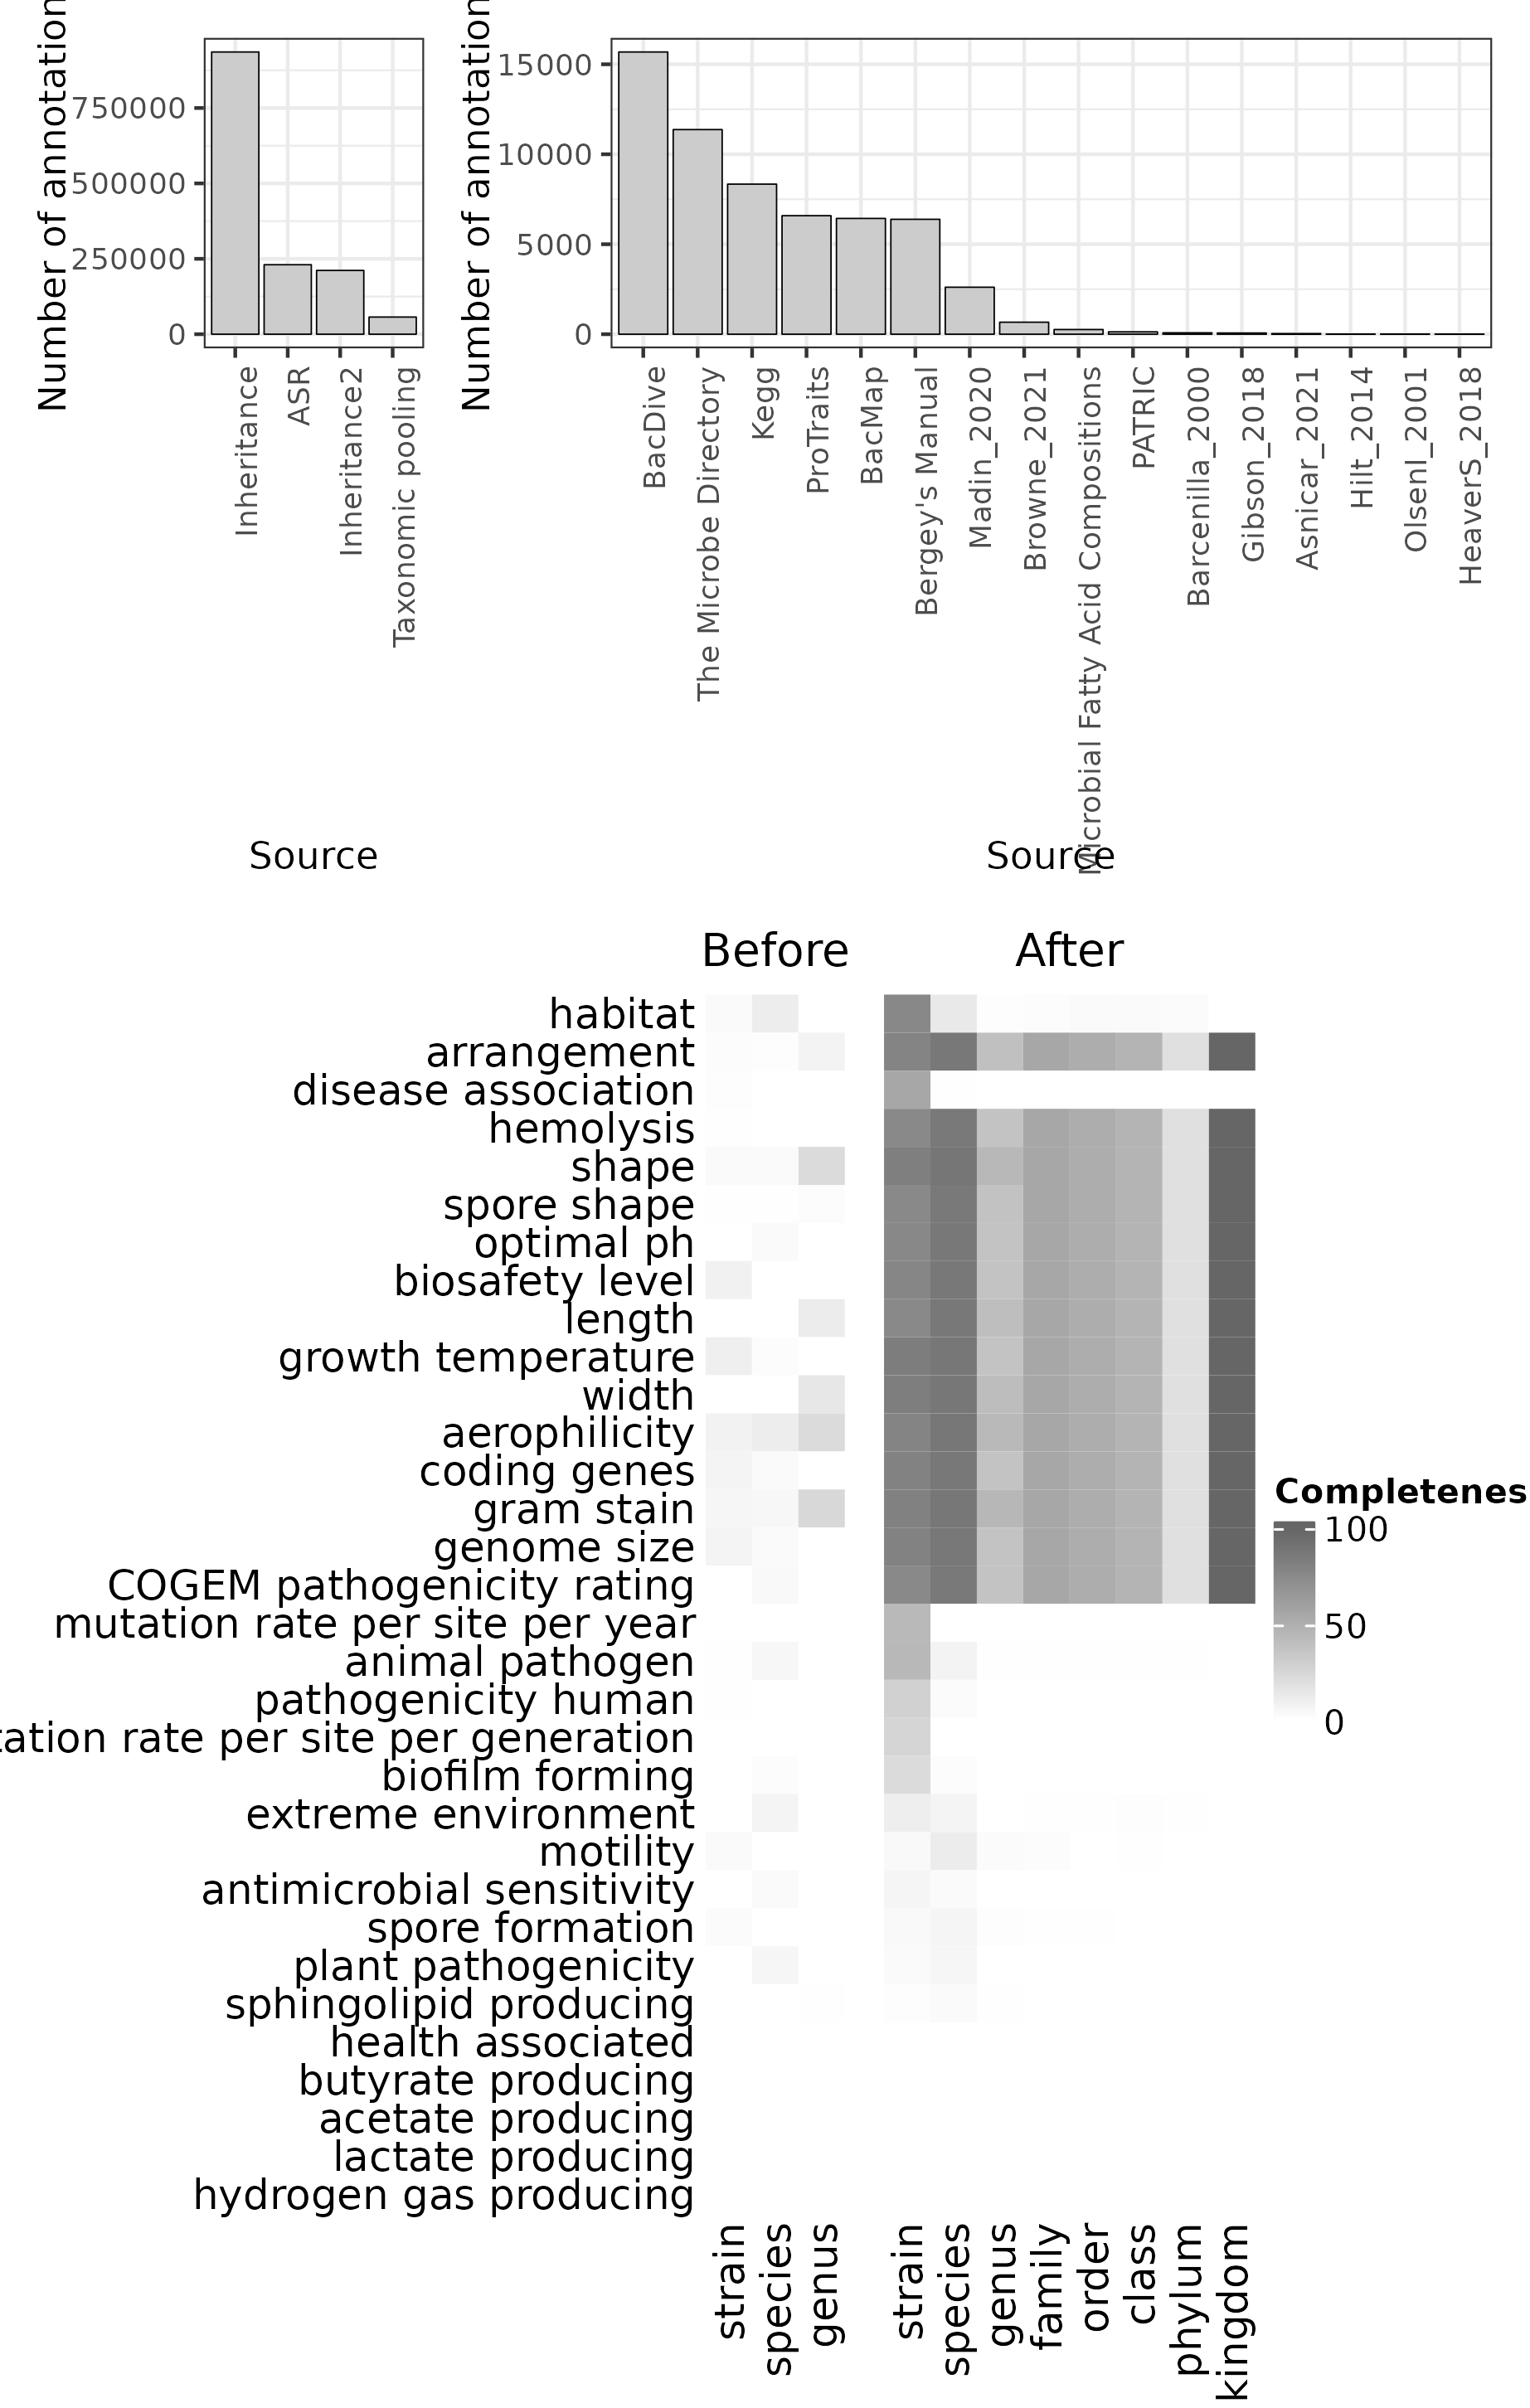 Number of annotation
750000
500000
250000
0
Inheritance
ASR
Inheritance2
Taxonomic pooling
Source
Number of annotation
15000
10000
5000
0
BacDive
The Microbe Directory
Kegg
ProTraits
BacMap
Bergey's Manual
Madin_2020
Browne_2021
Microbial Fatty Acid Compositions
PATRIC
Barcenilla_2000
Gibson_2018
Asnicar_2021
Hilt_2014
OlsenI_2001
HeaverS_2018
Source
Before
After
habitat
arrangement
disease association
hemolysis
shape
spore shape
optimal ph
biosafety level
length
growth temperature
width
aerophilicity
coding genes
gram stain
genome size
COGEM pathogenicity rating
mutation rate per site per year
animal pathogen
pathogenicity human
tation rate per site per generation
biofilm forming
extreme environment
motility
antimicrobial sensitivity
spore formation
plant pathogenicity
sphingolipid producing
health associated
butyrate producing
acetate producing
lactate producing
hydrogen gas producing
strain
species
genus
strain
species
genus
family
order
class
phylum
kingdom
Completenes
100
50
0